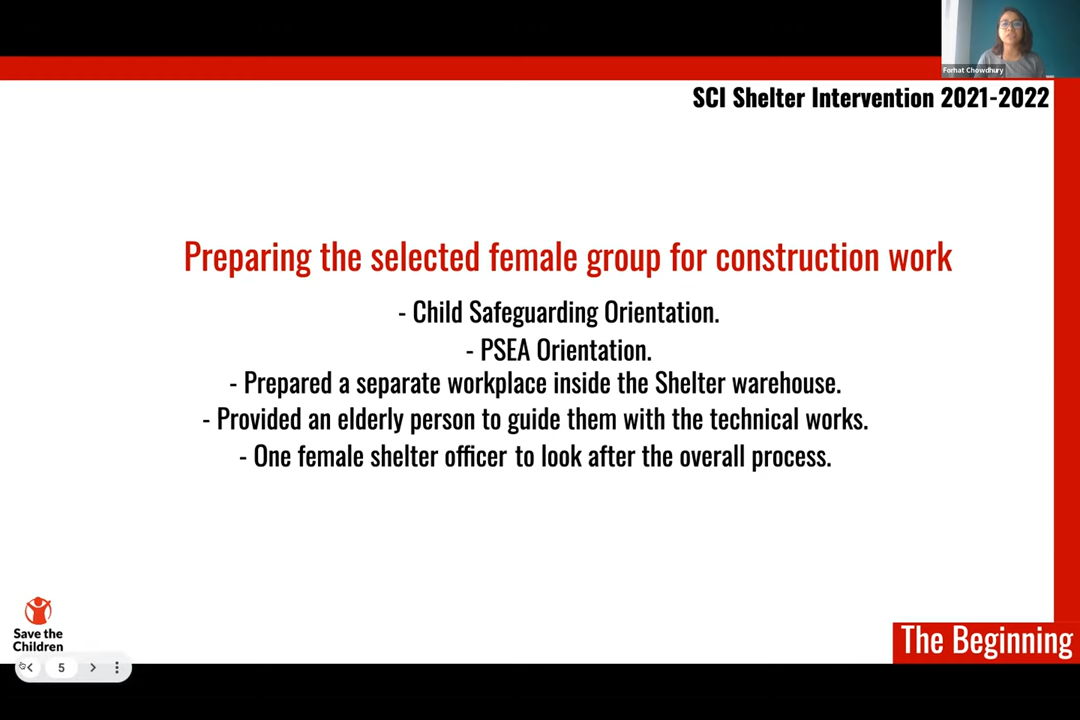 Forhat Chowdhury
SCI Shelter Intervention 2021-2022
Preparing the selected female group for construction work
- Child Safeguarding Orientation.
- PSEA Orientation.
- Prepared a separate workplace inside the Shelter warehouse.
- Provided an elderly person to guide them with the technical works.
- One female shelter officer to look after the overall process.
Save the
Children
5
The Beginning